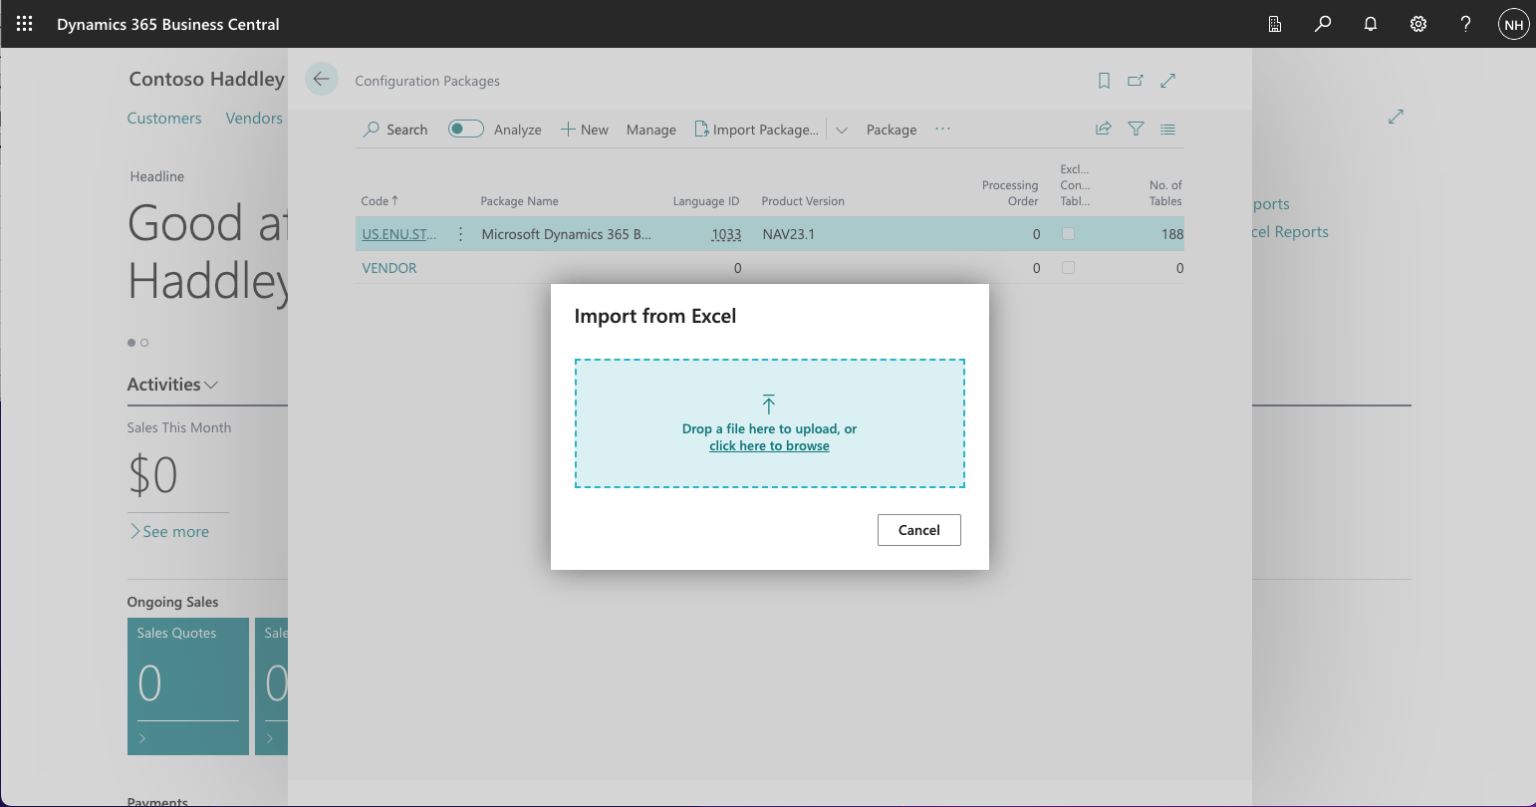 Dynamics 365 Business Central
NH
Contoso Haddley
Customers Vendors
Headline
Good af
Haddley
Activities
Sales This Month
$0
See more
Ongoing Sales
Sales Quotes
0
Sale
0
Payments
Configuration Packages
Search Analyze New Manage Import Package... Package ...
Code ↑ Package Name Language ID Product Version Processing Order Excl... Con... Tabl... No. of Tables
US.ENU.ST... Microsoft Dynamics 365 B... 1033 NAV23.1 0 188
VENDOR 0 0 0
Import from Excel
Drop a file here to upload, or
click here to browse
Cancel
ports
cel Reports